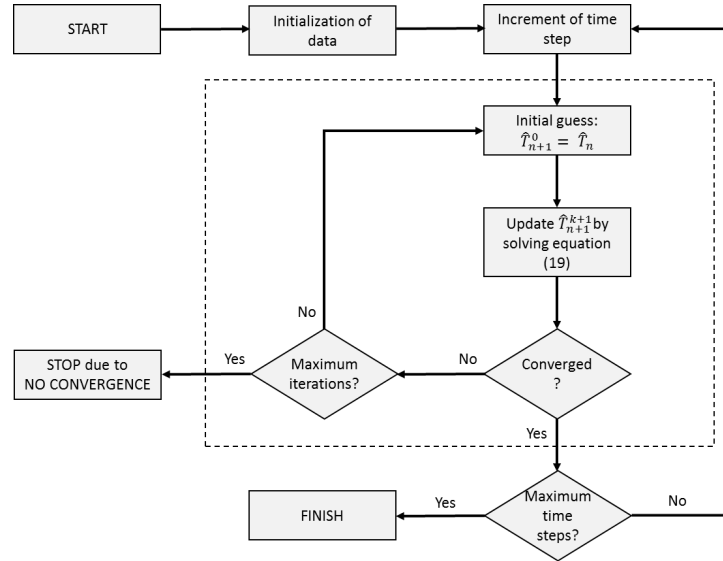 START
Initialization of
data
Increment of time
step
Initial guess:
T̂⁰ₙ₊₁ = T̂ₙ
Update T̂ᵏ⁺¹ₙ₊₁ by
solving equation
(19)
No
STOP due to
NO CONVERGENCE
Yes
Maximum
iterations?
No
Converged
?
Yes
FINISH
Yes
Maximum
time
steps?
No